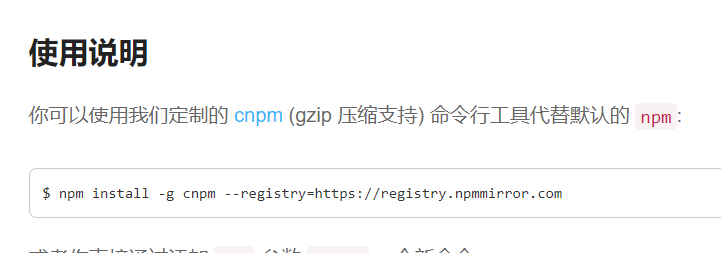 使用说明
你可以使用我们定制的 cnpm (gzip 压缩支持) 命令行工具代替默认的 npm:
$ npm install -g cnpm --registry=https://registry.npmmirror.com